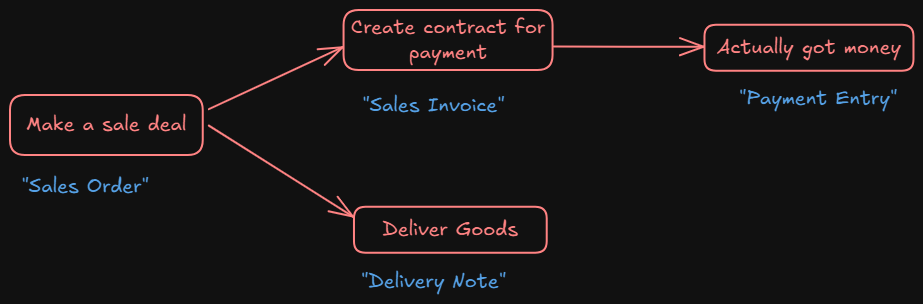 Create contract for
payment
"Sales Invoice"
Actually got money
"Payment Entry"
Make a sale deal
"Sales Order"
Deliver Goods
"Delivery Note"